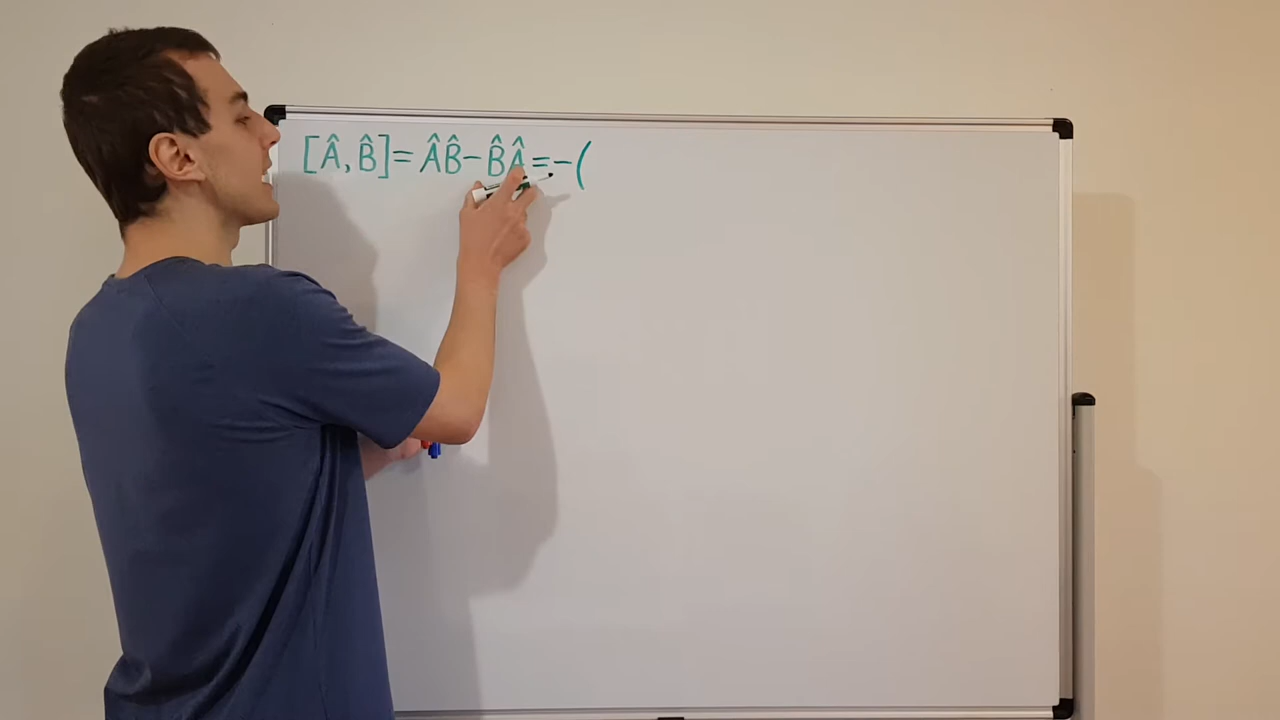 [Â, B̂] = ÂB̂ - B̂Â = -(